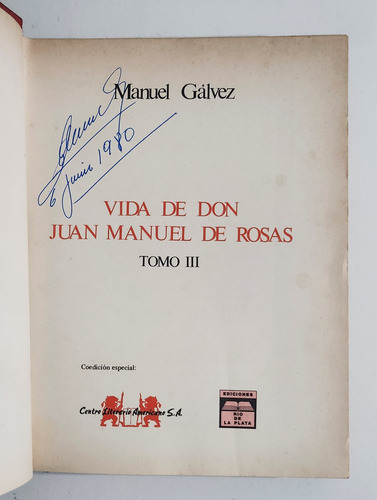 Manuel Gálvez
6 junio 1980
VIDA DE DON
JUAN MANUEL DE ROSAS
TOMO III
Condición especial:
Centro Literario Americano S.A.
EDICIONES
RIO
DE
LA PLATA